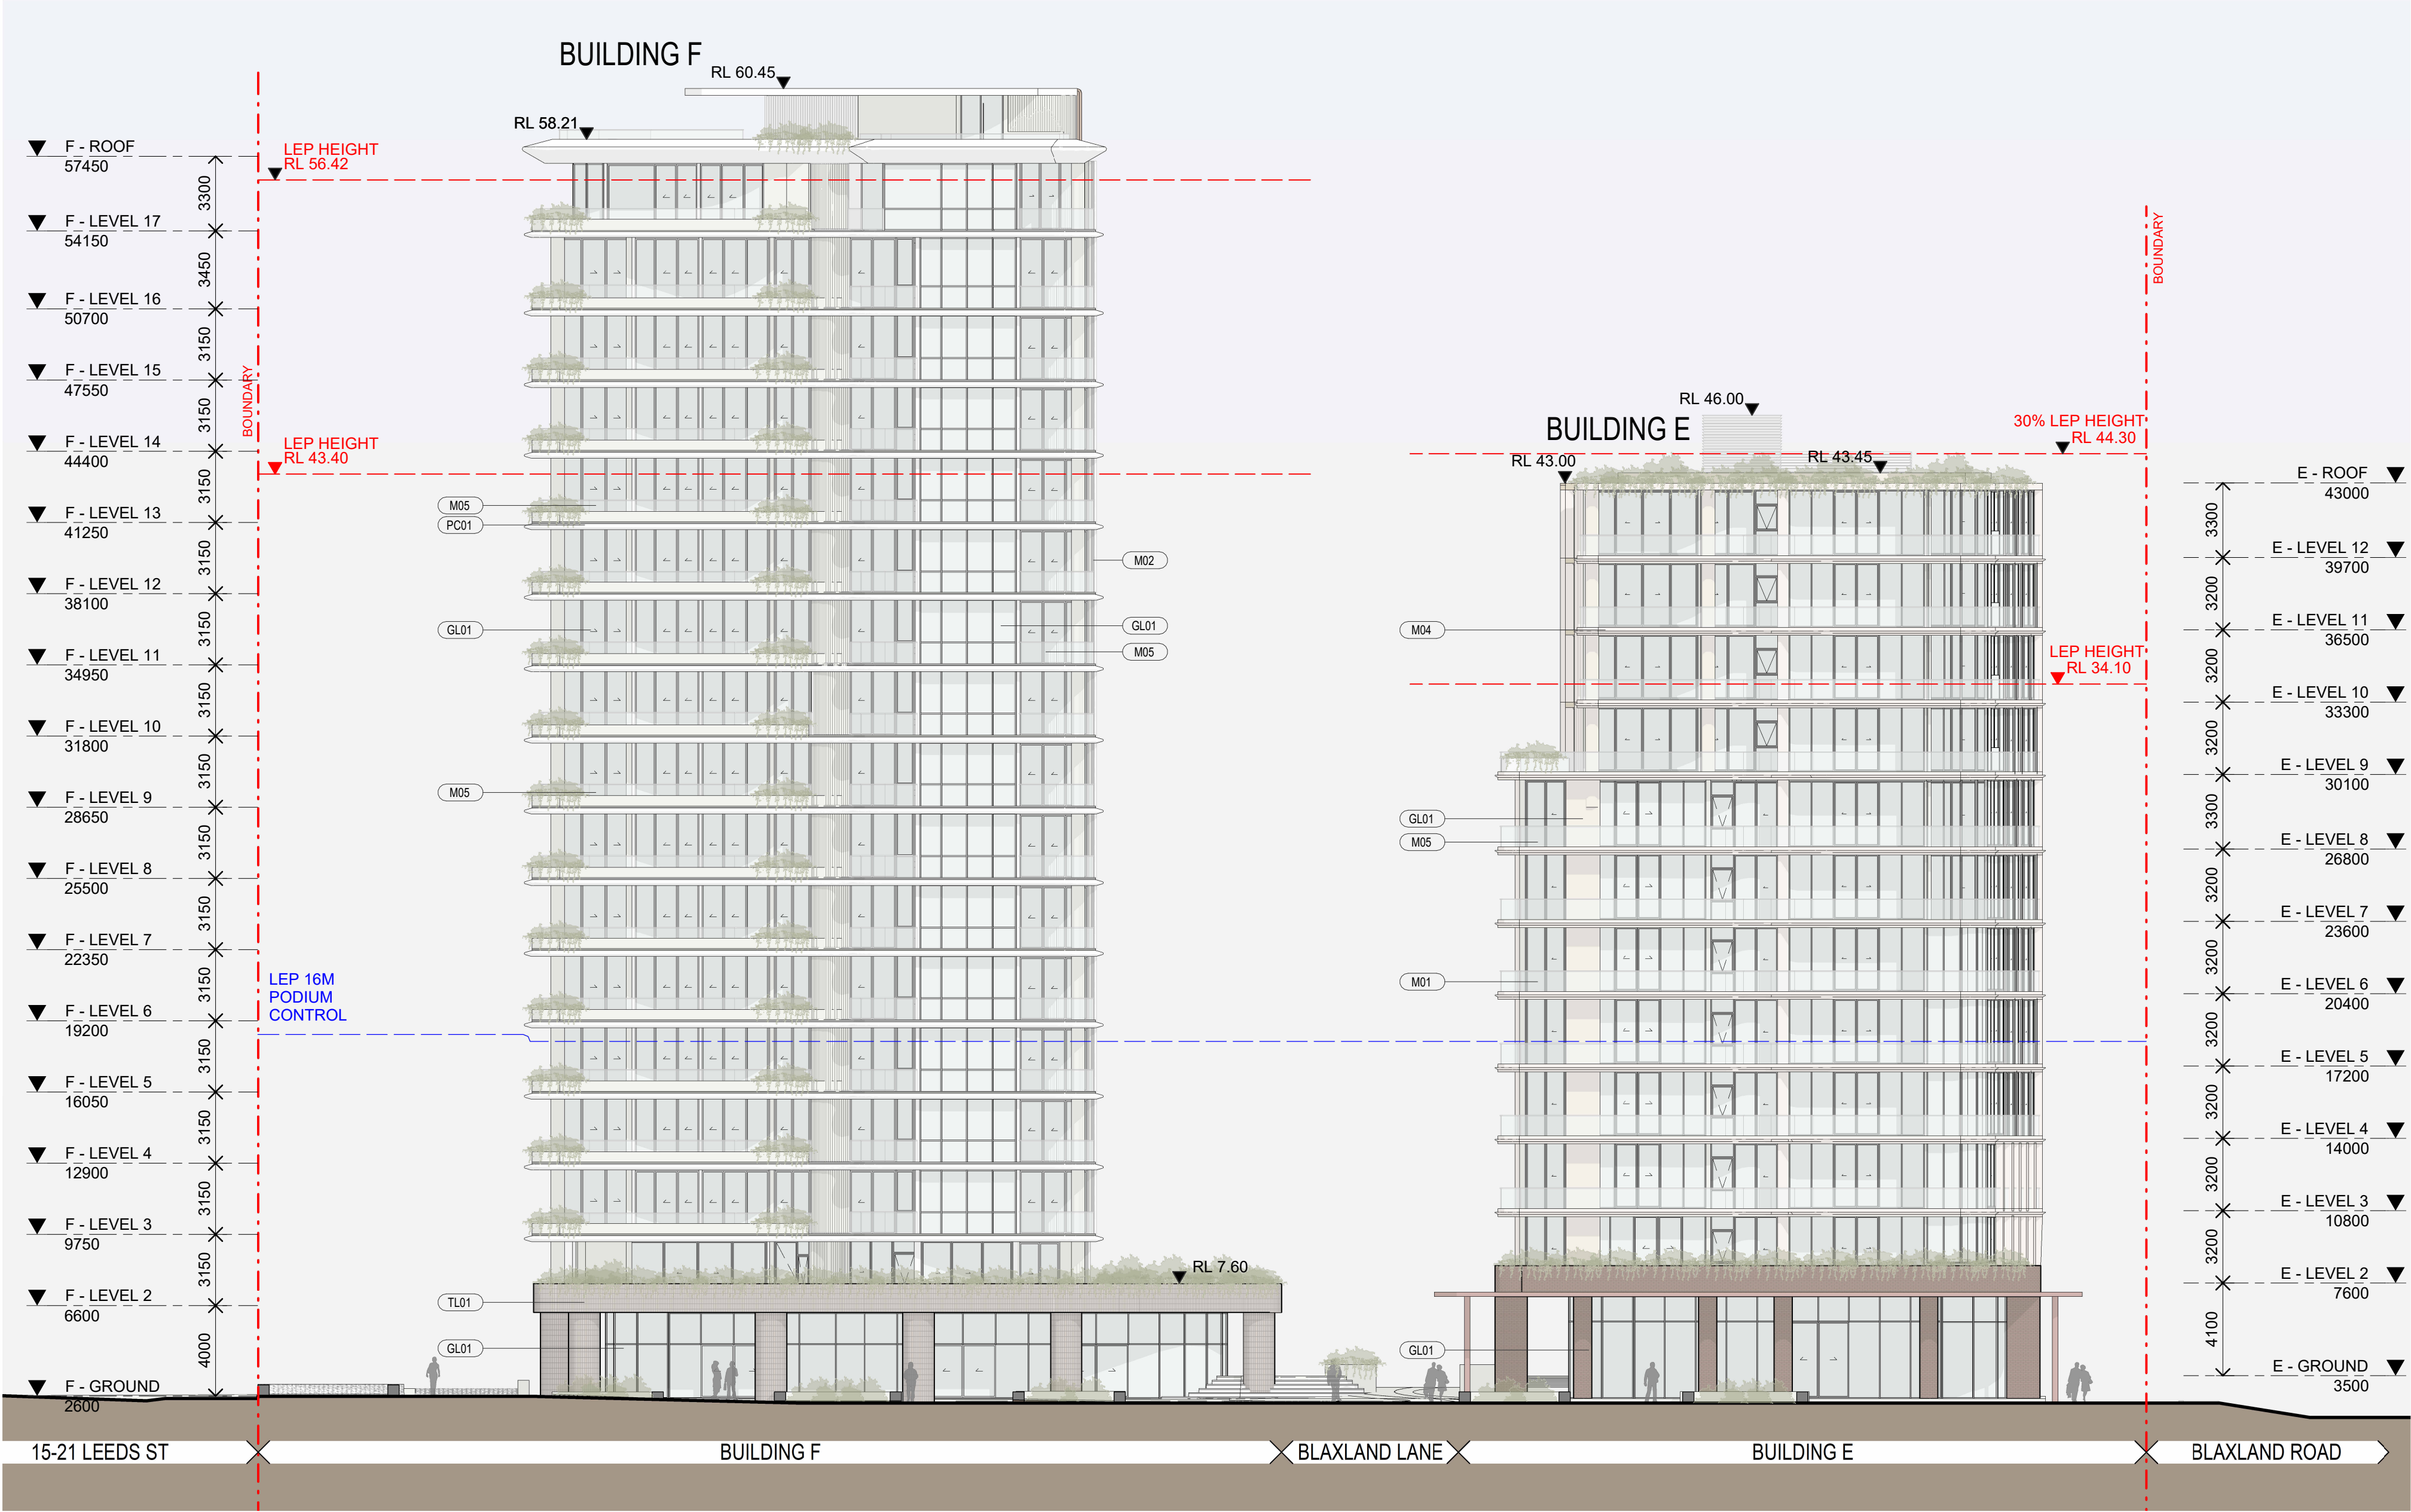 BUILDING F
RL 60.45
RL 58.21
F - ROOF
57450
3300
F - LEVEL 17
54150
3450
F - LEVEL 16
50700
3150
F - LEVEL 15
47550
3150
F - LEVEL 14
44400
3150
F - LEVEL 13
41250
3150
F - LEVEL 12
38100
3150
F - LEVEL 11
34950
3150
F - LEVEL 10
31800
3150
F - LEVEL 9
28650
3150
F - LEVEL 8
25500
3150
F - LEVEL 7
22350
3150
F - LEVEL 6
19200
3150
F - LEVEL 5
16050
3150
F - LEVEL 4
12900
3150
F - LEVEL 3
9750
3150
F - LEVEL 2
6600
4000
F - GROUND
2600
BOUNDARY
LEP HEIGHT
RL 56.42
LEP HEIGHT
RL 43.40
LEP 16M
PODIUM
CONTROL
M05
PC01
GL01
M05
TL01
GL01
M02
GL01
M05
RL 7.60
BUILDING E
RL 46.00
RL 43.00
RL 43.45
30% LEP HEIGHT
RL 44.30
LEP HEIGHT
RL 34.10
BOUNDARY
M04
GL01
M05
M01
GL01
E - ROOF
43000
3300
E - LEVEL 12
39700
3200
E - LEVEL 11
36500
3200
E - LEVEL 10
33300
3200
E - LEVEL 9
30100
3300
E - LEVEL 8
26800
3200
E - LEVEL 7
23600
3200
E - LEVEL 6
20400
3200
E - LEVEL 5
17200
3200
E - LEVEL 4
14000
3200
E - LEVEL 3
10800
3200
E - LEVEL 2
7600
4100
E - GROUND
3500
15-21 LEEDS ST
BUILDING F
BLAXLAND LANE
BUILDING E
BLAXLAND ROAD